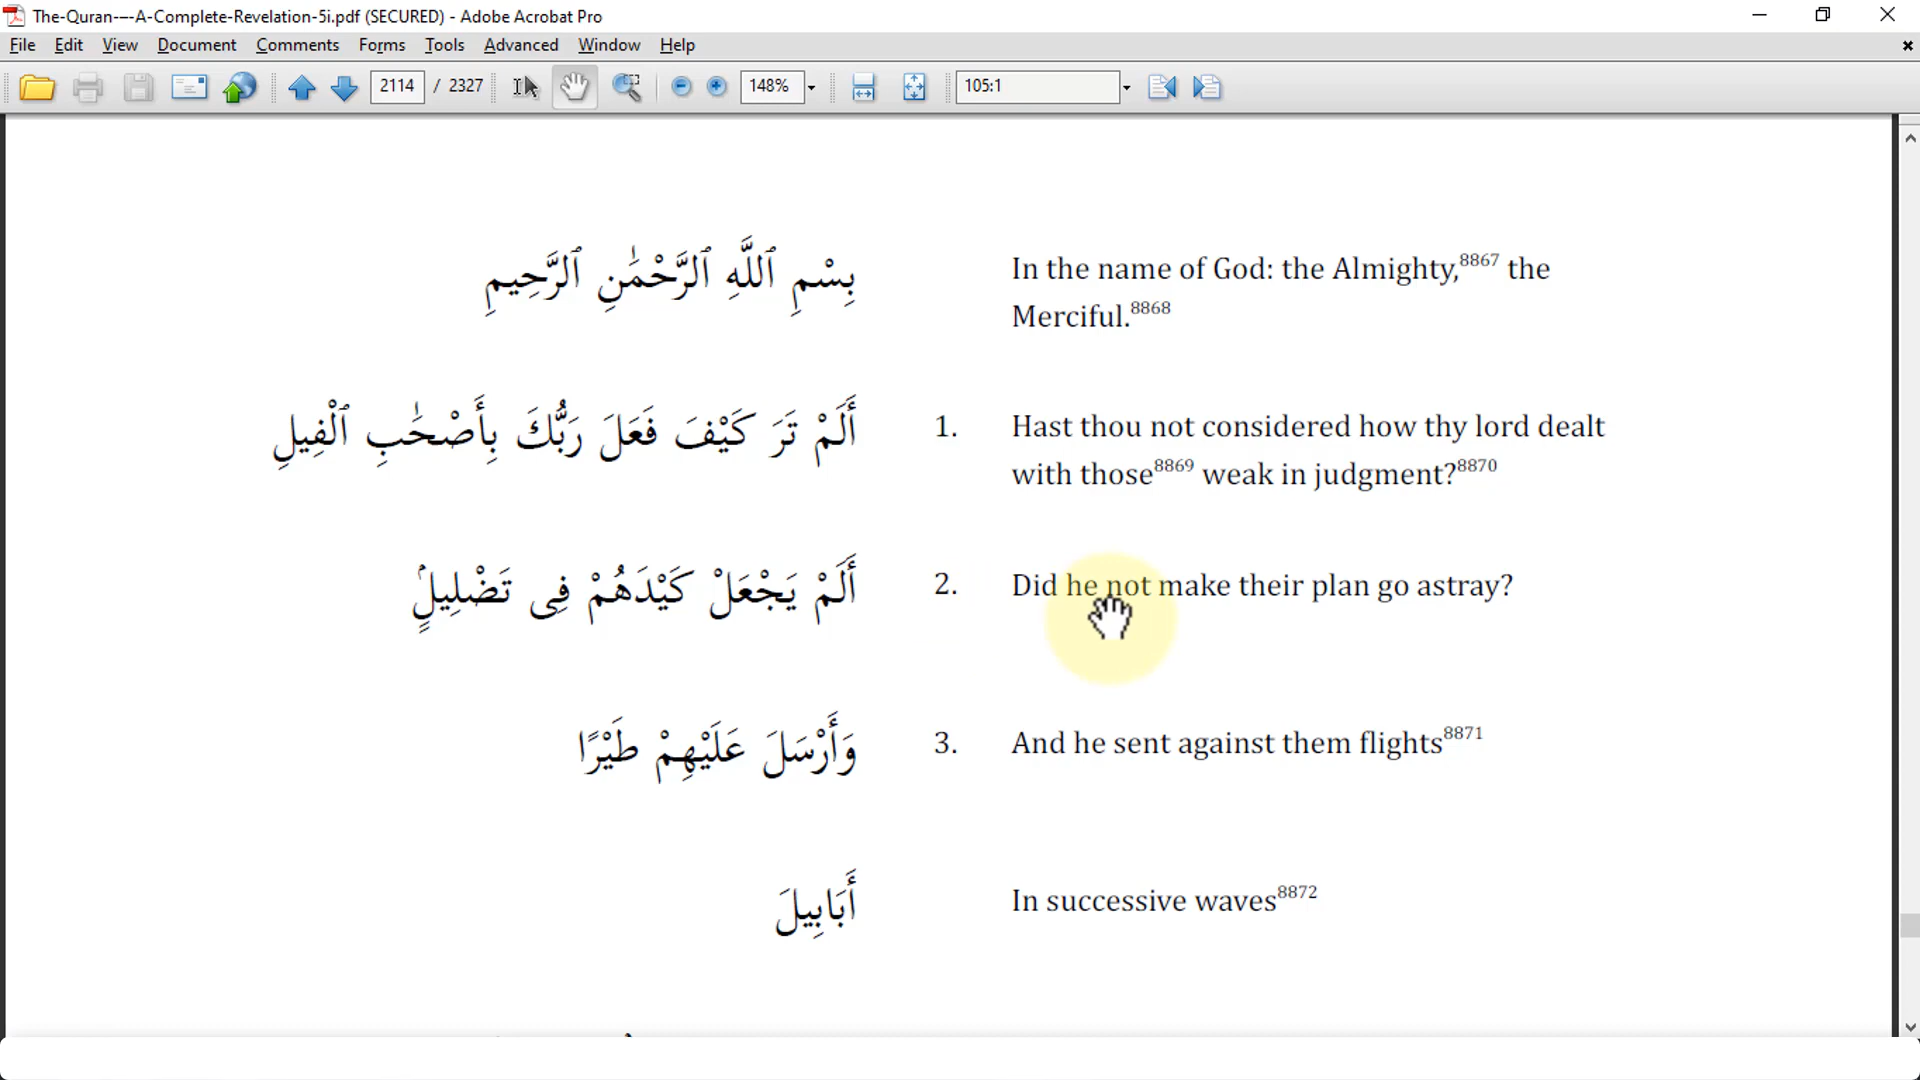 The-Quran-—-A-Complete-Revelation-5i.pdf (SECURED) - Adobe Acrobat Pro
File Edit View Document Comments Forms Tools Advanced Window Help
2114 / 2327 148% 105:1
بِسْمِ ٱللَّهِ ٱلرَّحْمَٰنِ ٱلرَّحِيمِ
In the name of God: the Almighty,8867 the
Merciful.8868
أَلَمْ تَرَ كَيْفَ فَعَلَ رَبُّكَ بِأَصْحَٰبِ ٱلْفِيلِ
1. Hast thou not considered how thy lord dealt
with those8869 weak in judgment?8870
أَلَمْ يَجْعَلْ كَيْدَهُمْ فِى تَضْلِيلٍۢ
2. Did he not make their plan go astray?
وَأَرْسَلَ عَلَيْهِمْ طَيْرًا
3. And he sent against them flights8871
أَبَابِيلَ
In successive waves8872